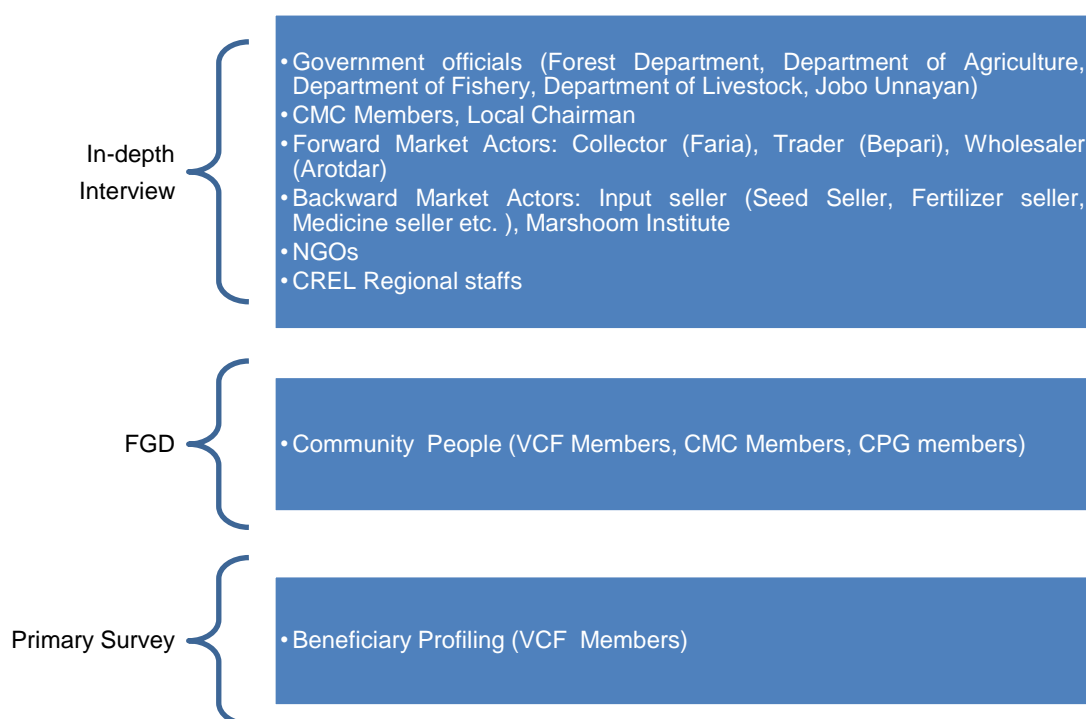 In-depth
Interview
• Government officials (Forest Department, Department of Agriculture,
Department of Fishery, Department of Livestock, Jobo Unnayan)
• CMC Members, Local Chairman
• Forward Market Actors: Collector (Faria), Trader (Bepari), Wholesaler
(Arotdar)
• Backward Market Actors: Input seller (Seed Seller, Fertilizer seller,
Medicine seller etc. ), Marshoom Institute
• NGOs
• CREL Regional staffs
FGD
• Community People (VCF Members, CMC Members, CPG members)
Primary Survey
• Beneficiary Profiling (VCF Members)